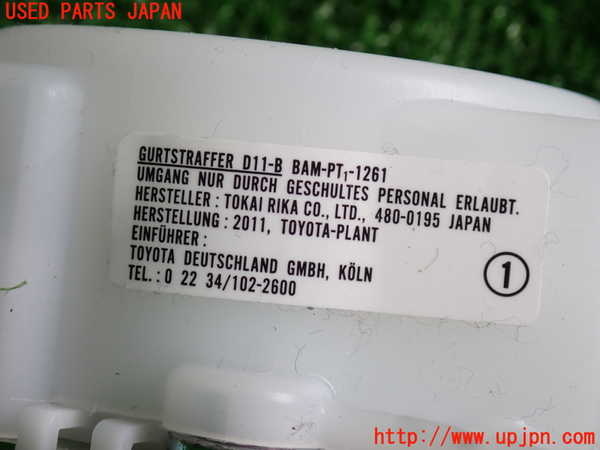 USED PARTS JAPAN
GURTSTRAFFER D11-B BAM-PT₁-1261
UMGANG NUR DURCH GESCHULTES PERSONAL ERLAUBT.
HERSTELLER : TOKAI RIKA CO., LTD., 480-0195 JAPAN
HERSTELLUNG : 2011, TOYOTA-PLANT
EINFÜHRER :
TOYOTA DEUTSCHLAND GMBH, KÖLN
TEL. : 0 22 34/102-2600
1
http://www.upjpn.com/